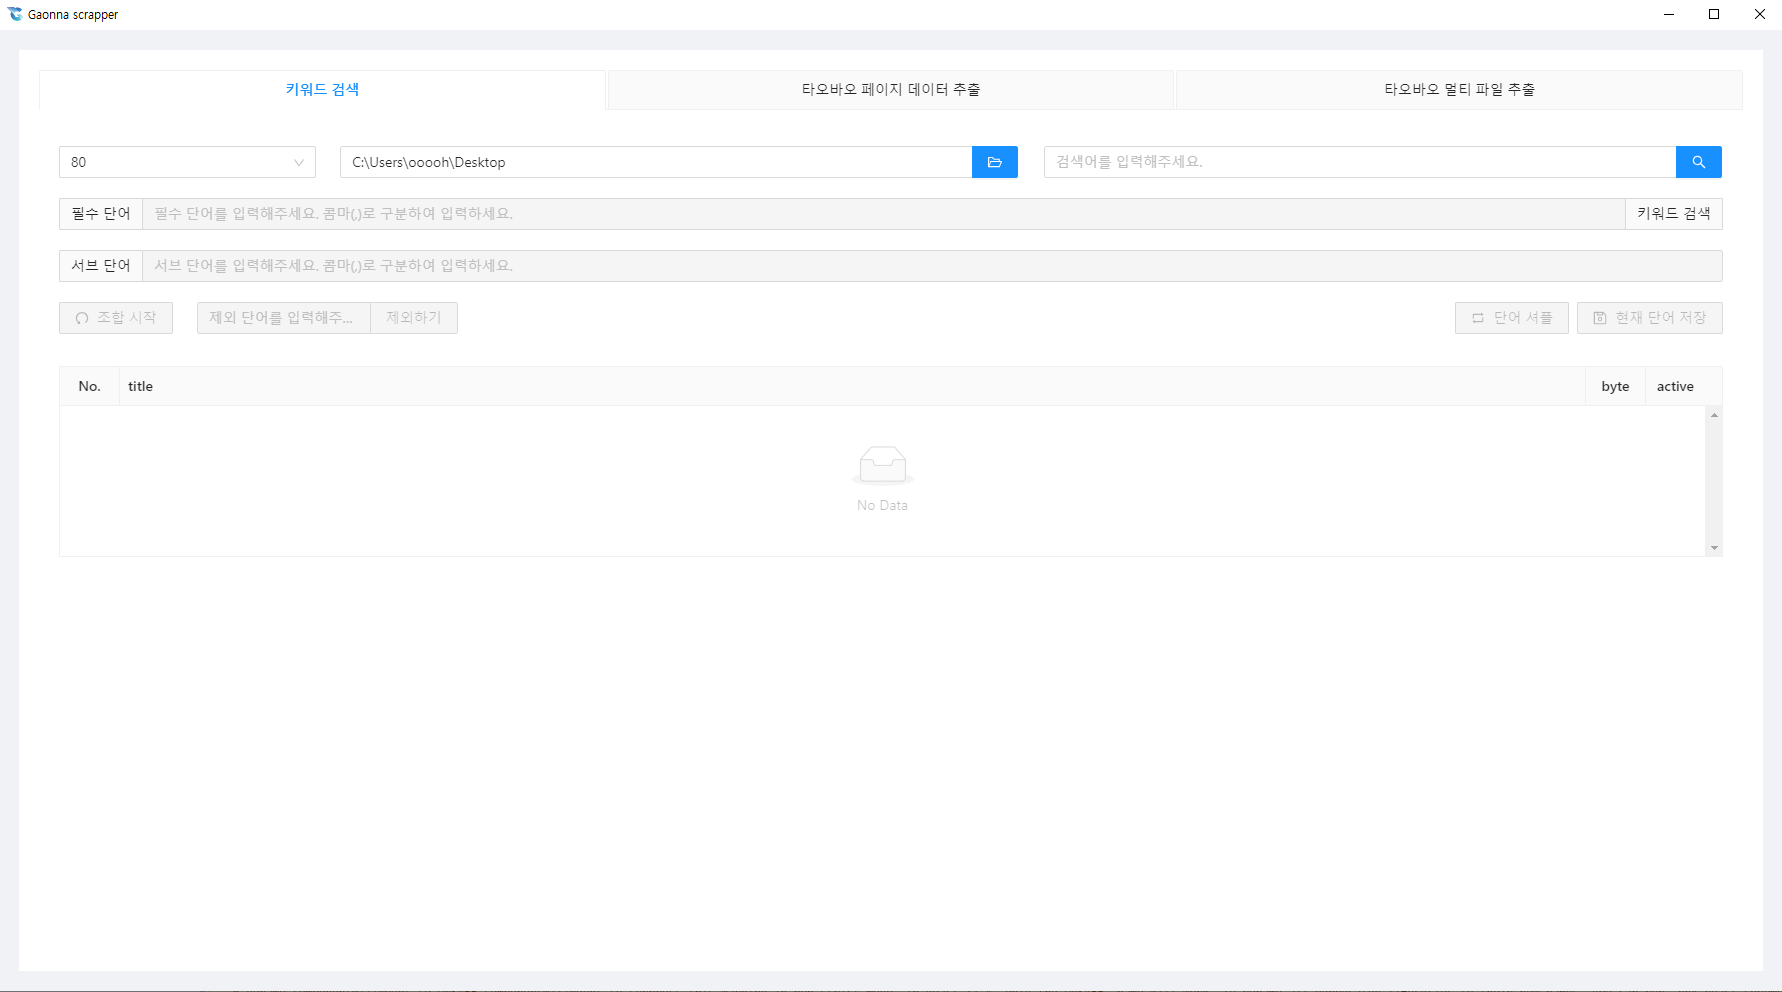 Gaonna scrapper
키워드 검색
타오바오 페이지 데이터 추출
타오바오 멀티 파일 추출
80
C:\Users\ooooh\Desktop
검색어를 입력해주세요.
필수 단어
필수 단어를 입력해주세요. 콤마(,)로 구분하여 입력하세요.
키워드 검색
서브 단어
서브 단어를 입력해주세요. 콤마(,)로 구분하여 입력하세요.
조합 시작
제외 단어를 입력해주...
제외하기
단어 셔플
현재 단어 저장
No.
title
byte
active
No Data